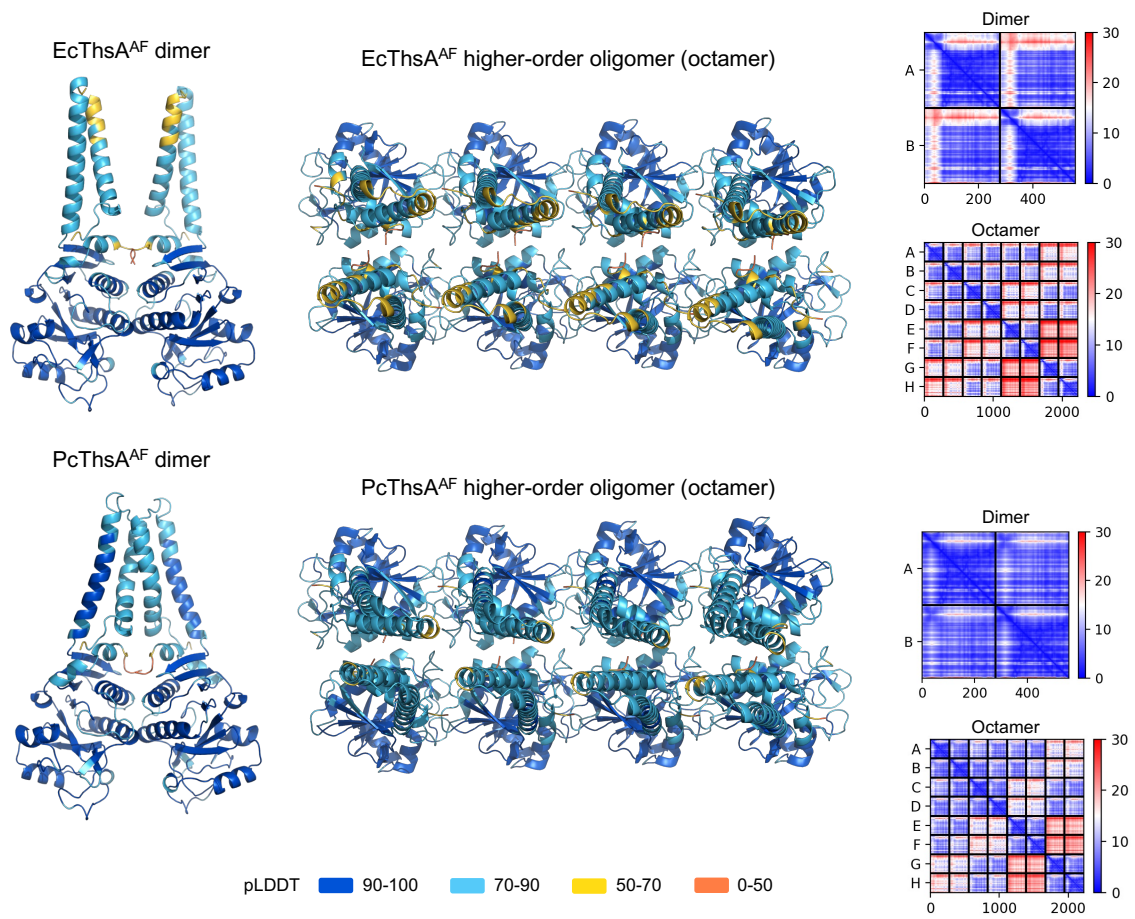 EcThsAᴬᶠ dimer
EcThsAᴬᶠ higher-order oligomer (octamer)
Dimer
A
B
200 400
30
20
10
0
Octamer
A
B
C
D
E
F
G
H
0 1000 2000
30
20
10
0
PcThsAᴬᶠ dimer
PcThsAᴬᶠ higher-order oligomer (octamer)
Dimer
A
B
0 200 400
30
20
10
0
Octamer
A
B
C
D
E
F
G
H
0 1000 2000
30
20
10
0
pLDDT 90-100 70-90 50-70 0-50